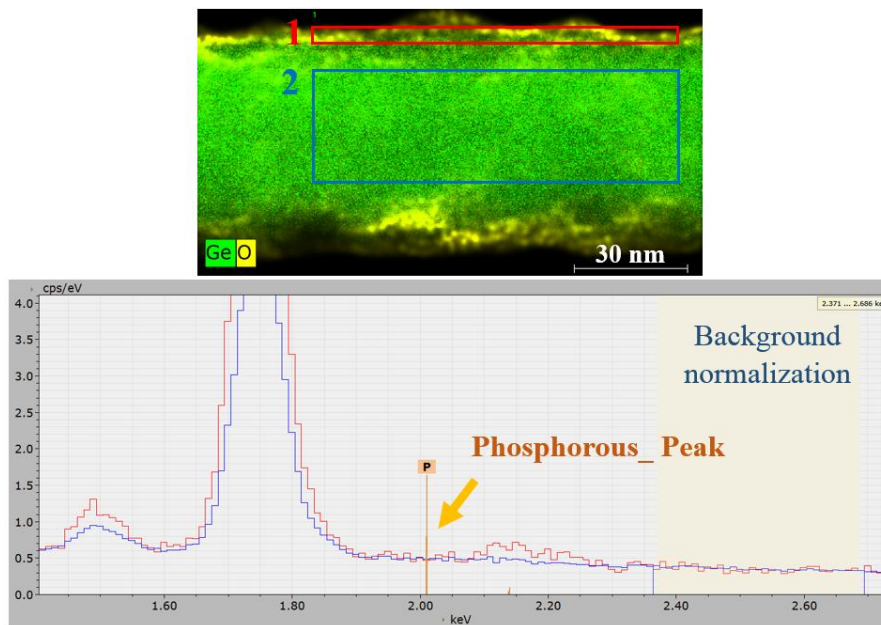 1
1
2
Ge O
30 nm
cps/eV
2.371 ... 2.686 ke
4.0
3.5
3.0
2.5
2.0
1.5
1.0
0.5
0.0
Background
normalization
Phosphorous_ Peak
P
1.60
1.80
2.00
2.20
2.40
2.60
keV